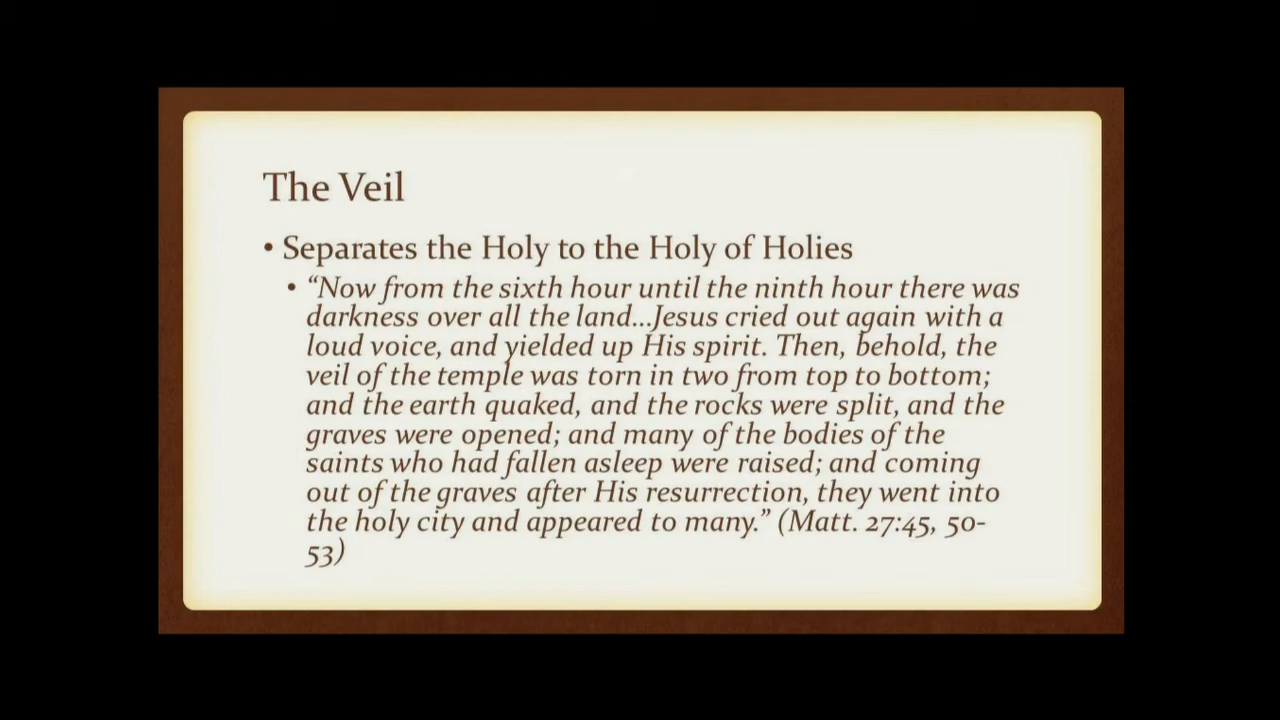 The Veil
• Separates the Holy to the Holy of Holies
• “Now from the sixth hour until the ninth hour there was
darkness over all the land...Jesus cried out again with a
loud voice, and yielded up His spirit. Then, behold, the
veil of the temple was torn in two from top to bottom;
and the earth quaked, and the rocks were split, and the
graves were opened; and many of the bodies of the
saints who had fallen asleep were raised; and coming
out of the graves after His resurrection, they went into
the holy city and appeared to many.” (Matt. 27:45, 50-
53)